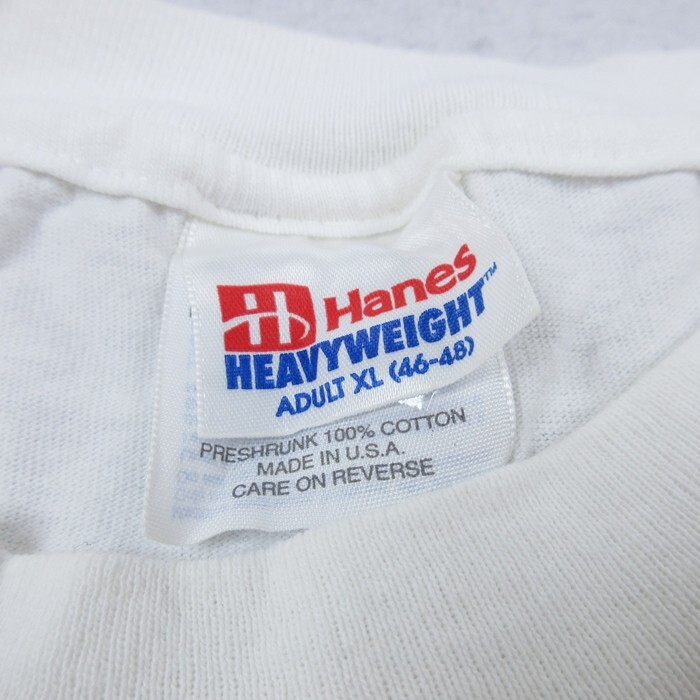 H Hanes
HEAVYWEIGHT™
ADULT XL (46-48)
PRESHRUNK 100% COTTON
MADE IN U.S.A.
CARE ON REVERSE